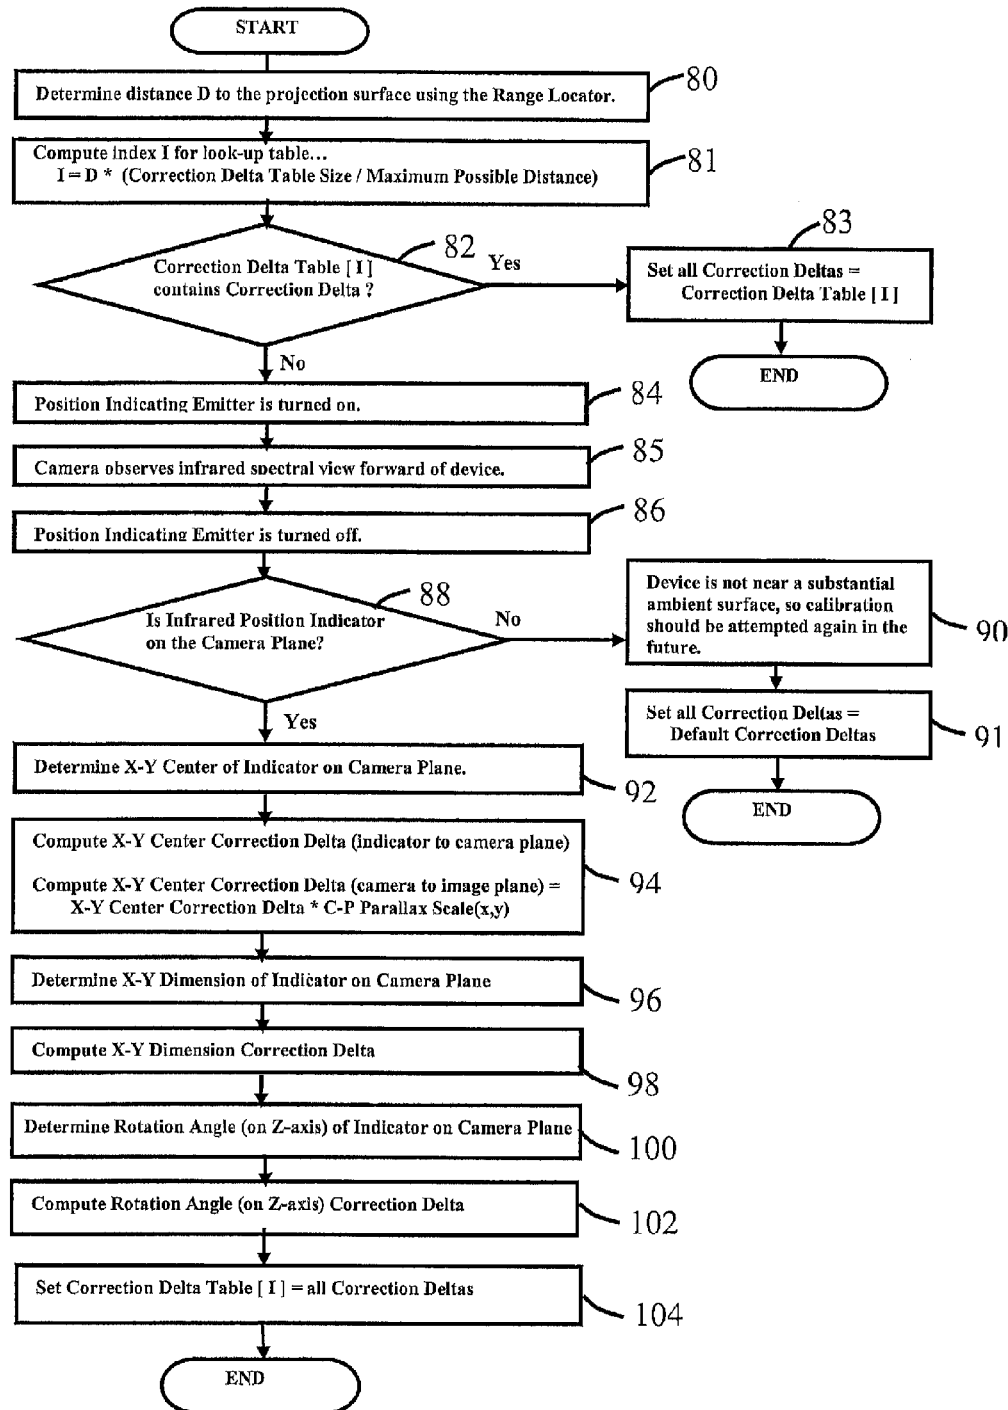 START
Determine distance D to the projection surface using the Range Locator.
80
Compute index I for look-up table...
I = D * (Correction Delta Table Size / Maximum Possible Distance)
81
Correction Delta Table [ I ]
contains Correction Delta ?
82
Yes
83
Set all Correction Deltas =
Correction Delta Table [ I ]
END
No
Position Indicating Emitter is turned on.
84
Camera observes infrared spectral view forward of device.
85
Position Indicating Emitter is turned off.
86
Is Infrared Position Indicator
on the Camera Plane?
88
No
Device is not near a substantial
ambient surface, so calibration
should be attempted again in the
future.
90
Set all Correction Deltas =
Default Correction Deltas
91
END
Yes
Determine X-Y Center of Indicator on Camera Plane.
92
Compute X-Y Center Correction Delta (indicator to camera plane)
Compute X-Y Center Correction Delta (camera to image plane) =
X-Y Center Correction Delta * C-P Parallax Scale(x,y)
94
Determine X-Y Dimension of Indicator on Camera Plane
96
Compute X-Y Dimension Correction Delta
98
Determine Rotation Angle (on Z-axis) of Indicator on Camera Plane
100
Compute Rotation Angle (on Z-axis) Correction Delta
102
Set Correction Delta Table [ I ] = all Correction Deltas
104
END